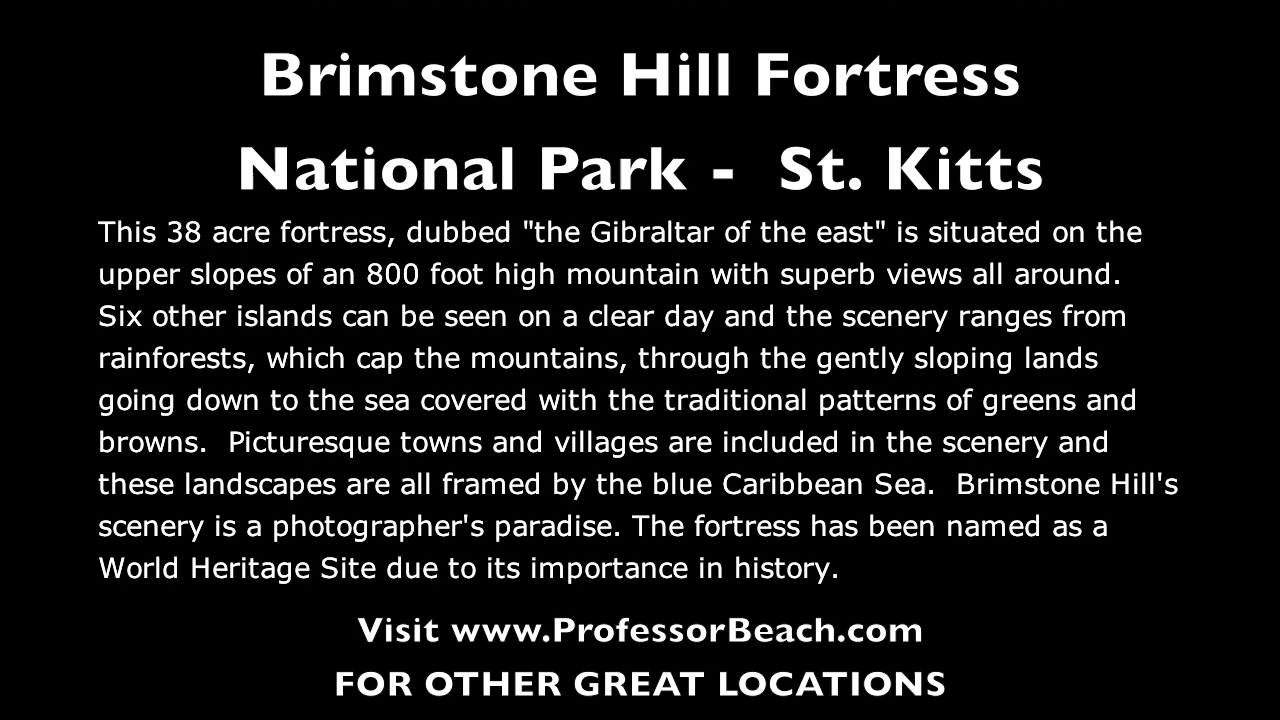 Brimstone Hill Fortress
National Park -  St. Kitts
This 38 acre fortress, dubbed "the Gibraltar of the east" is situated on the
upper slopes of an 800 foot high mountain with superb views all around.
Six other islands can be seen on a clear day and the scenery ranges from
rainforests, which cap the mountains, through the gently sloping lands
going down to the sea covered with the traditional patterns of greens and
browns.  Picturesque towns and villages are included in the scenery and
these landscapes are all framed by the blue Caribbean Sea.  Brimstone Hill's
scenery is a photographer's paradise. The fortress has been named as a
World Heritage Site due to its importance in history.
Visit www.ProfessorBeach.com
FOR OTHER GREAT LOCATIONS